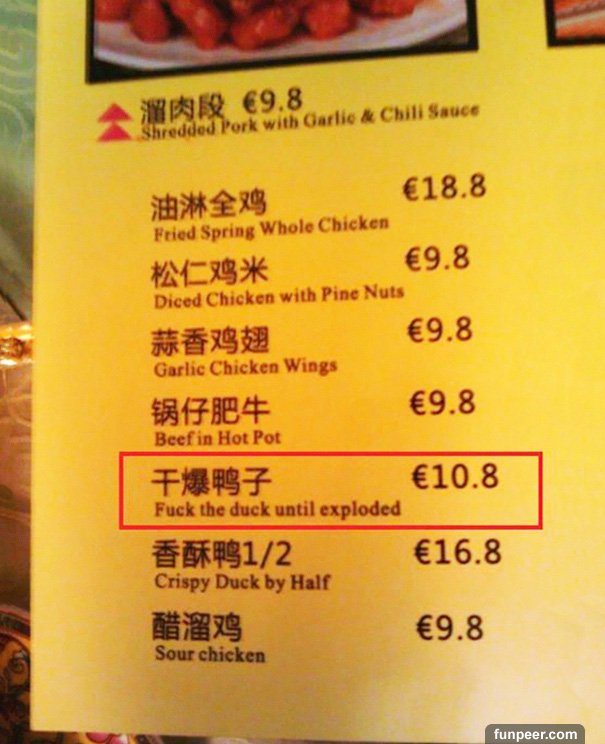 溜肉段 €9.8
Shredded Pork with Garlic & Chili Sauce
油淋全鸡 €18.8
Fried Spring Whole Chicken
松仁鸡米 €9.8
Diced Chicken with Pine Nuts
蒜香鸡翅 €9.8
Garlic Chicken Wings
锅仔肥牛 €9.8
Beef in Hot Pot
干爆鸭子 €10.8
Fuck the duck until exploded
香酥鸭1/2 €16.8
Crispy Duck by Half
醋溜鸡 €9.8
Sour chicken
funpeer.com